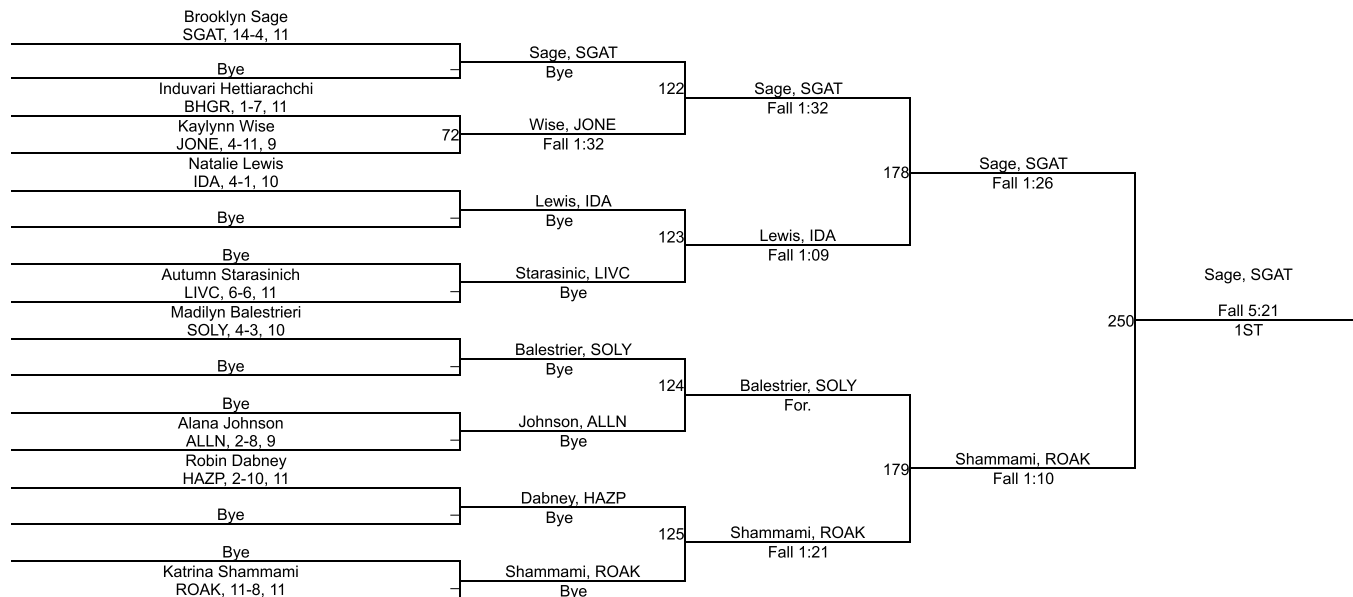 Brooklyn Sage
SGAT, 14-4, 11
Bye
Induvari Hettiarachchi
BHGR, 1-7, 11
Kaylynn Wise
JONE, 4-11, 9
Natalie Lewis
IDA, 4-1, 10
Bye
Bye
Autumn Starasinich
LIVC, 6-6, 11
Madilyn Balestrieri
SOLY, 4-3, 10
Bye
Bye
Alana Johnson
ALLN, 2-8, 9
Robin Dabney
HAZP, 2-10, 11
Bye
Bye
Katrina Shammami
ROAK, 11-8, 11
72
Sage, SGAT
Bye
Wise, JONE
Fall 1:32
Lewis, IDA
Bye
Starasinic, LIVC
Bye
Balestrier, SOLY
Bye
Johnson, ALLN
Bye
Dabney, HAZP
Bye
Shammami, ROAK
Bye
122
123
124
125
Sage, SGAT
Fall 1:32
Lewis, IDA
Fall 1:09
Balestrier, SOLY
For.
Shammami, ROAK
Fall 1:21
178
179
Sage, SGAT
Fall 1:26
Shammami, ROAK
Fall 1:10
250
Sage, SGAT
Fall 5:21
1ST